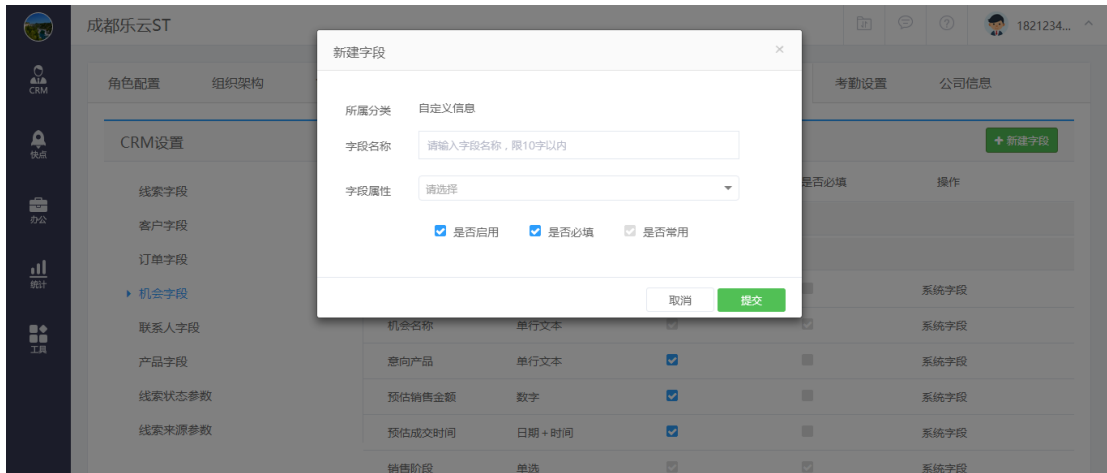 成都乐云ST
1821234...
CRM
快点
办公
统计
工具
角色配置 组织架构 考勤设置 公司信息
CRM设置
新建字段
线索字段
客户字段
订单字段
机会字段
联系人字段
产品字段
线索状态参数
线索来源参数
新建字段
所属分类 自定义信息
字段名称 请输入字段名称，限10字以内
字段属性 请选择
是否启用 是否必填 是否常用
取消 提交
是否必填 操作
系统字段
机会名称 单行文本 系统字段
意向产品 单行文本 系统字段
预估销售金额 数字 系统字段
预估成交时间 日期+时间 系统字段
销售阶段 单选 系统字段